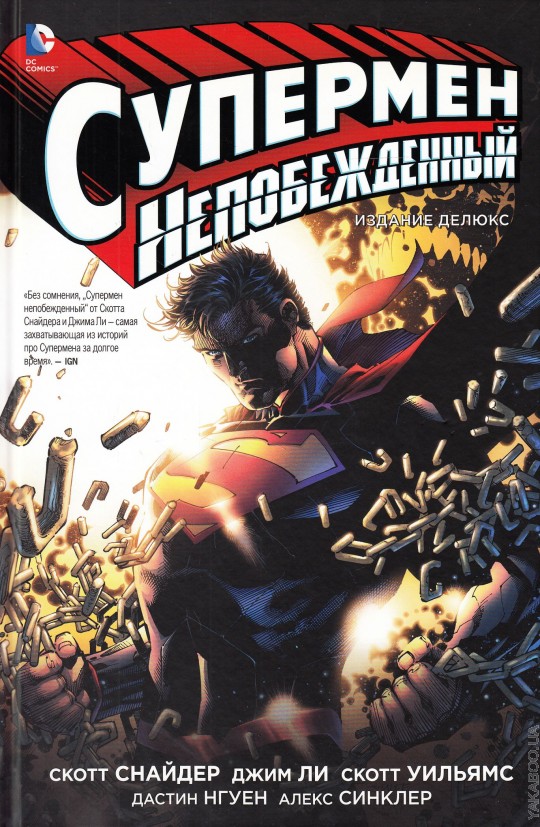 DC
COMICS™
СУПЕРМЕН
НЕПОБЕЖДЕННЫЙ
ИЗДАНИЕ ДЕЛЮКС
«Без сомнения, „Супермен
непобежденный“ от Скотта
Снайдера и Джима Ли – самая
захватывающая из историй
про Супермена за долгое
время». — IGN
СКОТТ СНАЙДЕР ДЖИМ ЛИ СКОТТ УИЛЬЯМС
ДАСТИН НГУЕН АЛЕКС СИНКЛЕР
YAKABOO.UA